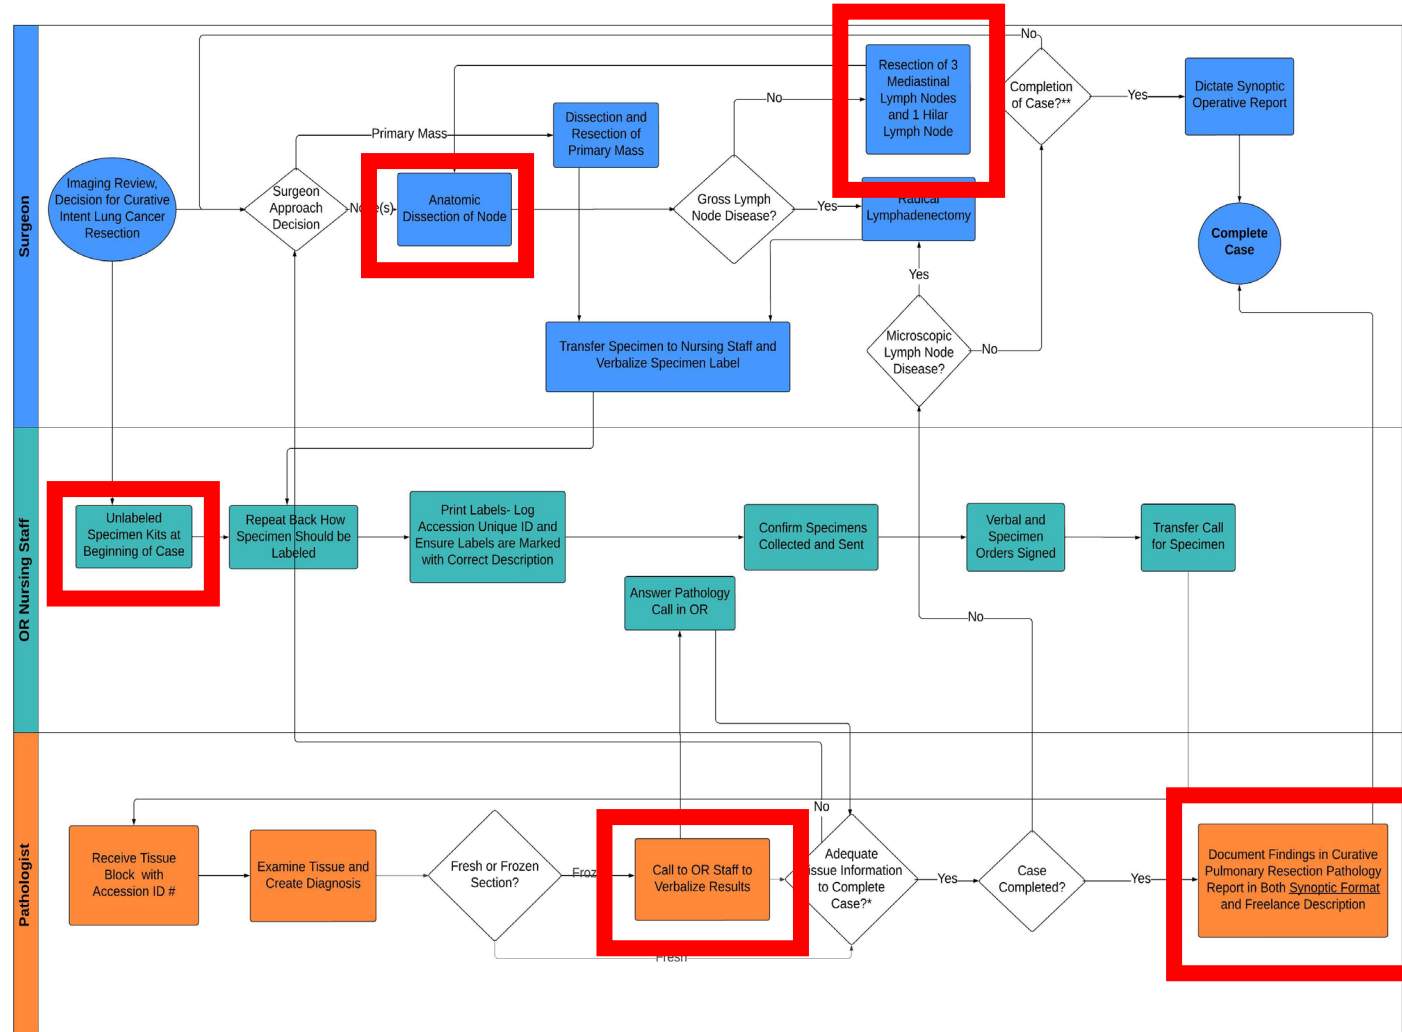 Surgeon
Imaging Review,
Decision for Curative
Intent Lung Cancer
Resection
Surgeon
Approach
Decision
Primary Mass
Node(s)
Dissection and
Resection of
Primary Mass
Anatomic
Dissection of Node
Gross Lymph
Node Disease?
No
Yes
Resection of 3
Mediastinal
Lymph Nodes
and 1 Hilar
Lymph Node
Radical
Lymphadenectomy
Yes
Microscopic
Lymph Node
Disease?
No
No
Completion
of Case?**
Yes
Dictate Synoptic
Operative Report
Complete
Case
Transfer Specimen to Nursing Staff and
Verbalize Specimen Label
OR Nursing Staff
Unlabeled
Specimen Kits at
Beginning of Case
Repeat Back How
Specimen Should be
Labeled
Print Labels- Log
Accession Unique ID and
Ensure Labels are Marked
with Correct Description
Confirm Specimens
Collected and Sent
Verbal and
Specimen
Orders Signed
Transfer Call
for Specimen
Answer Pathology
Call in OR
No
Pathologist
Receive Tissue
Block with
Accession ID #
Examine Tissue and
Create Diagnosis
Fresh or Frozen
Section?
Froz
Fresh
Call to OR Staff to
Verbalize Results
No
Adequate
issue Information
to Complete
Case?*
Yes
Case
Completed?
Yes
Document Findings in Curative
Pulmonary Resection Pathology
Report in Both Synoptic Format
and Freelance Description